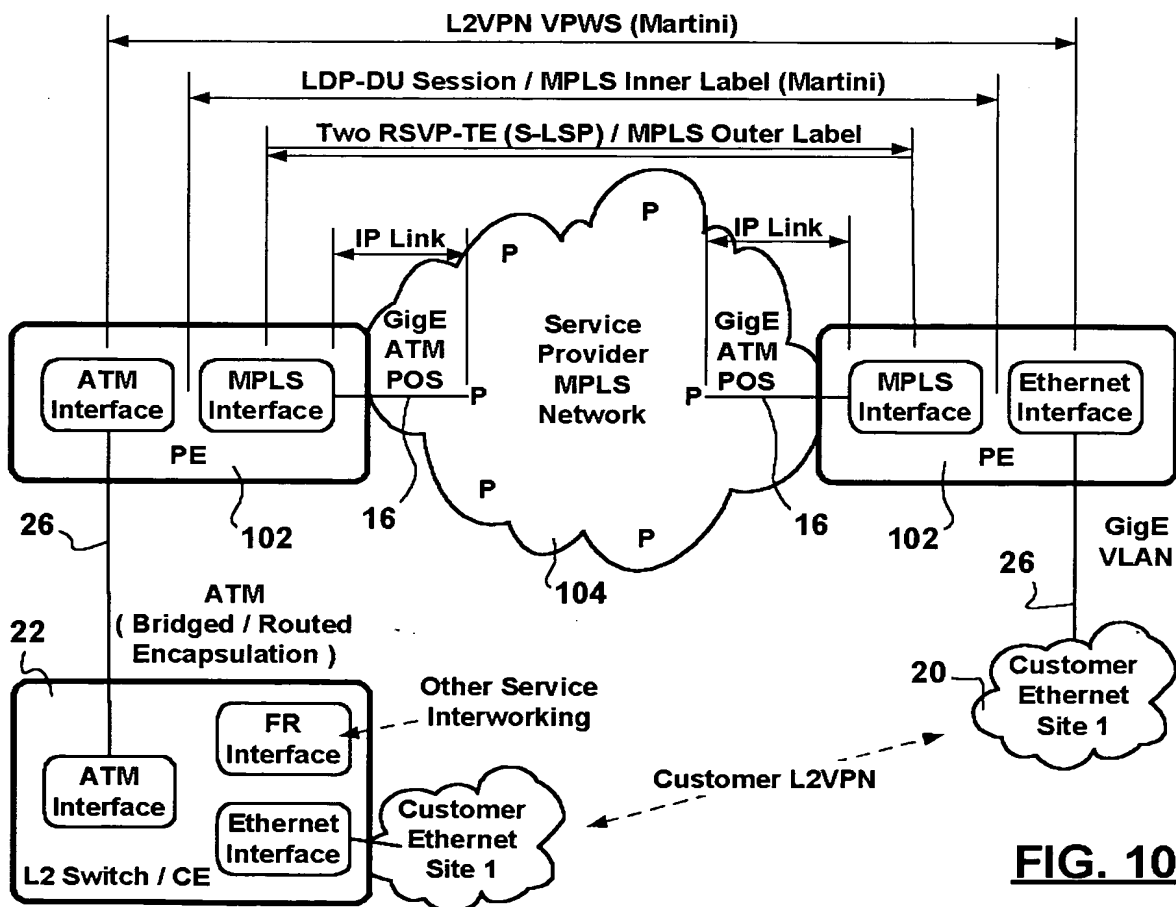 L2VPN VPWS (Martini)
LDP-DU Session / MPLS Inner Label (Martini)
Two RSVP-TE (S-LSP) / MPLS Outer Label
P
P
IP Link
IP Link
GigE
ATM
POS
Service
Provider
MPLS
Network
GigE
ATM
POS
ATM
Interface
MPLS
Interface
P
P
MPLS
Interface
Ethernet
Interface
PE
PE
P
P
26
102
16
16
102
104
GigE
VLAN
26
ATM
( Bridged / Routed
Encapsulation )
22
20
Customer
Ethernet
Site 1
Other Service
Interworking
FR
Interface
ATM
Interface
Customer L2VPN
Ethernet
Interface
Customer
Ethernet
Site 1
L2 Switch / CE
FIG. 10